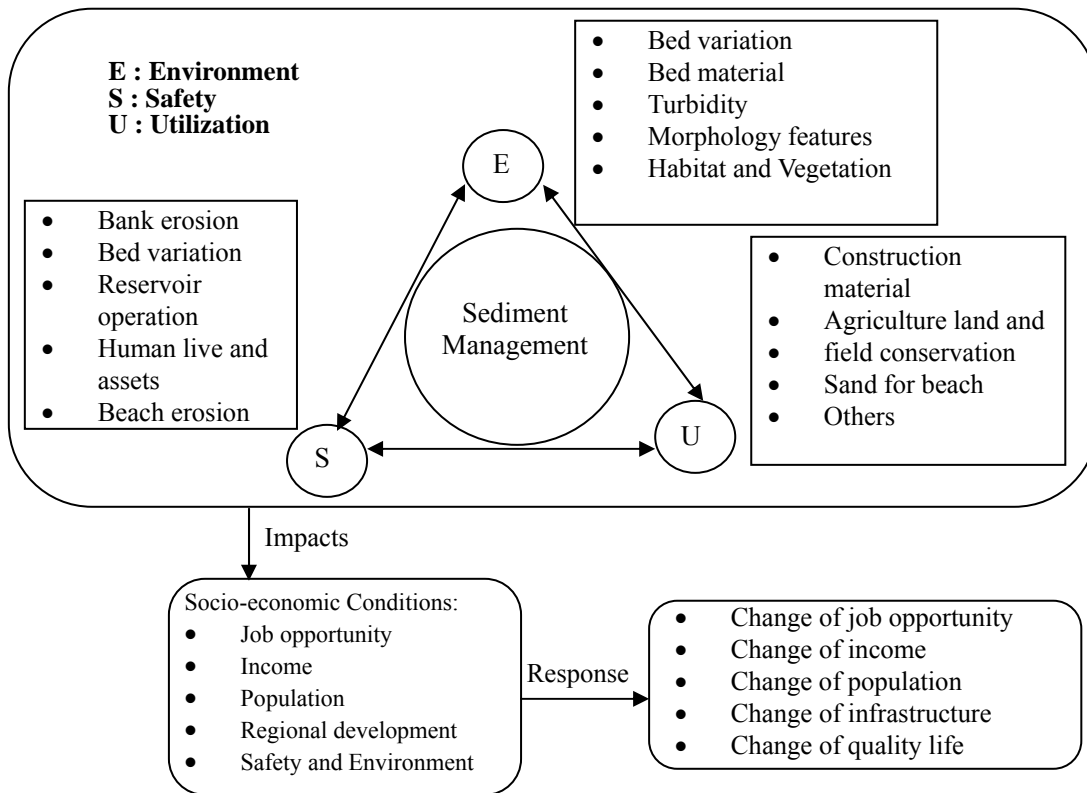 E : Environment
S : Safety
U : Utilization
• Bed variation
• Bed material
• Turbidity
• Morphology features
• Habitat and Vegetation
E
• Bank erosion
• Bed variation
• Reservoir
operation
• Human live and
assets
• Beach erosion
Sediment
Management
• Construction
material
• Agriculture land and
• field conservation
• Sand for beach
• Others
S
U
Impacts
Socio-economic Conditions:
• Job opportunity
• Income
• Population
• Regional development
• Safety and Environment
Response
• Change of job opportunity
• Change of income
• Change of population
• Change of infrastructure
• Change of quality life